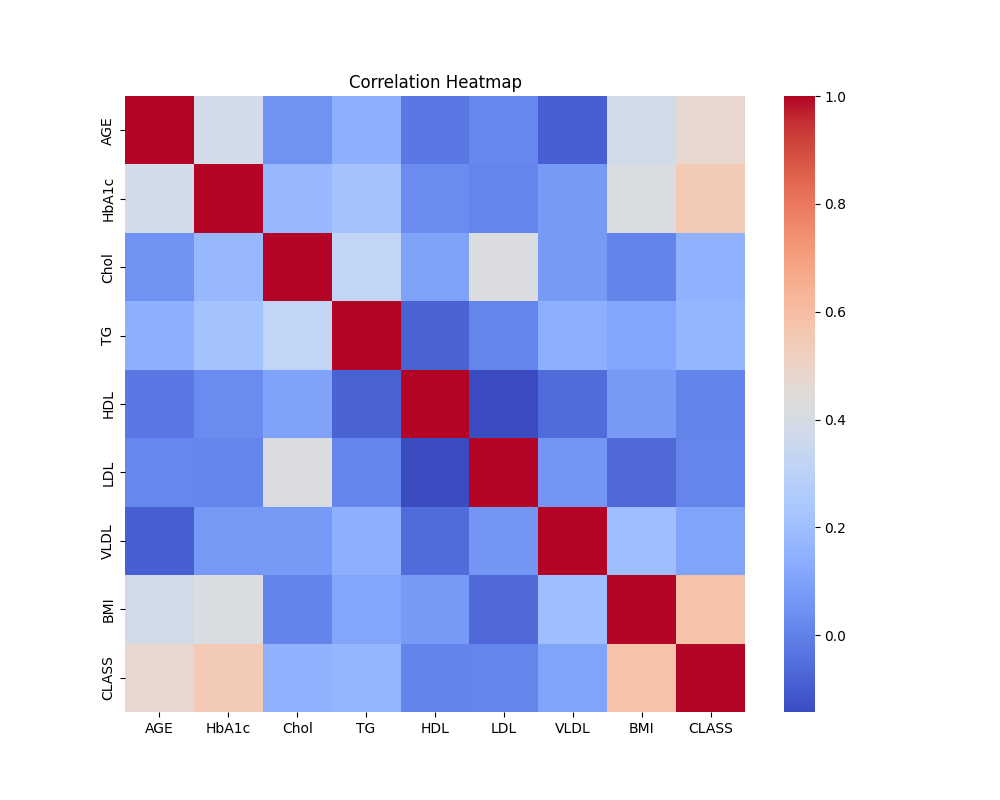 Correlation Heatmap
AGE
HbA1c
Chol
TG
HDL
LDL
VLDL
BMI
CLASS
AGE HbA1c Chol TG HDL LDL VLDL BMI CLASS
1.0
0.8
0.6
0.4
0.2
0.0